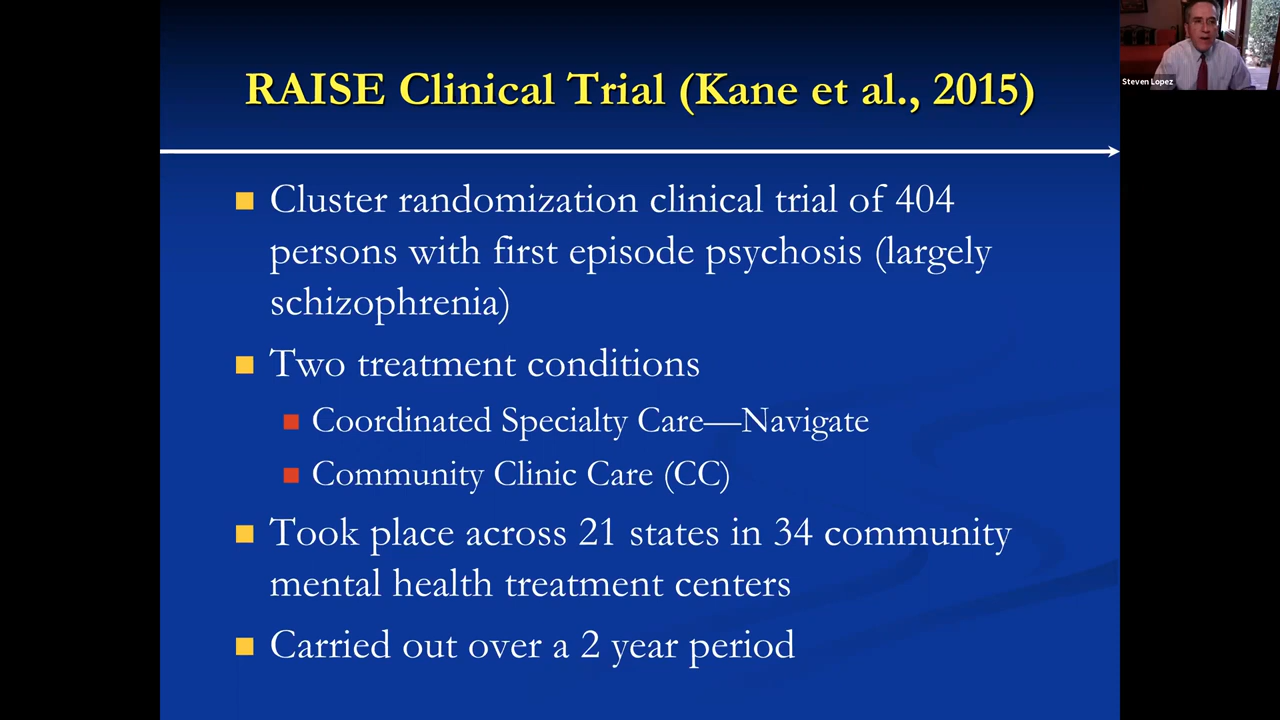 RAISE Clinical Trial (Kane et al., 2015)
Steven Lopez
Cluster randomization clinical trial of 404
persons with first episode psychosis (largely
schizophrenia)
Two treatment conditions
Coordinated Specialty Care—Navigate
Community Clinic Care (CC)
Took place across 21 states in 34 community
mental health treatment centers
Carried out over a 2 year period